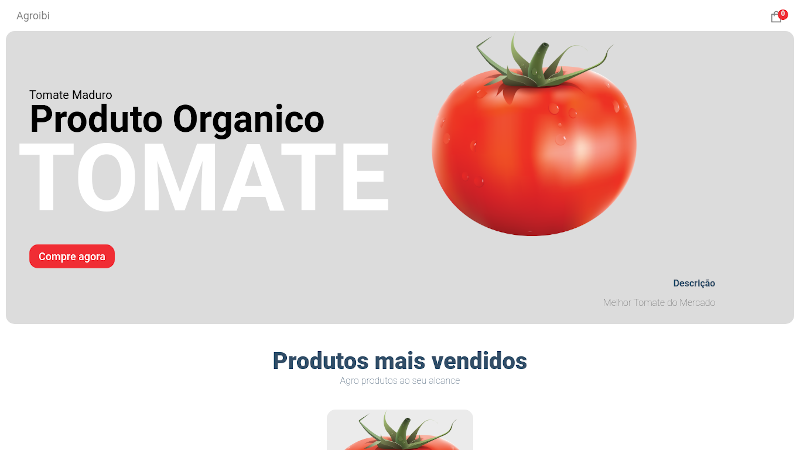 Agroibi
0
Tomate Maduro
Produto Organico
TOMATE
Compre agora
Descrição
Melhor Tomate do Mercado
Produtos mais vendidos
Agro produtos ao seu alcance